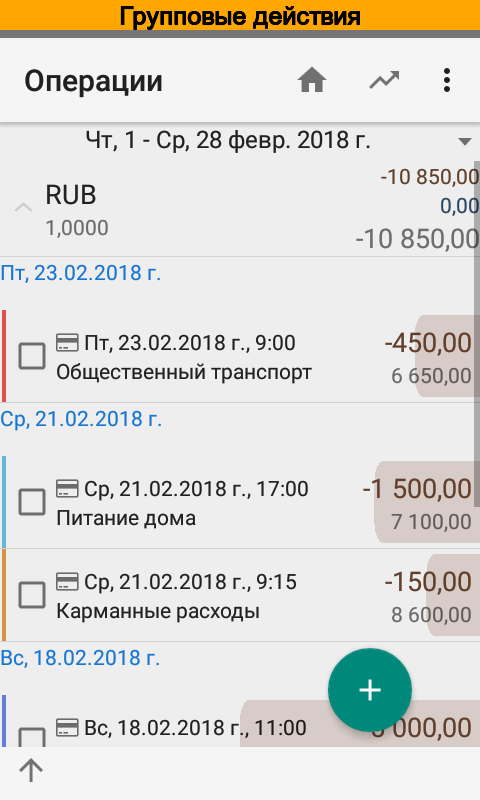 Групповые действия
Операции
Чт, 1 - Ср, 28 февр. 2018 г.
RUB
-10 850,00
1,0000
0,00
-10 850,00
Пт, 23.02.2018 г.
Пт, 23.02.2018 г., 9:00
-450,00
Общественный транспорт
6 650,00
Ср, 21.02.2018 г.
Ср, 21.02.2018 г., 17:00
-1 500,00
Питание дома
7 100,00
Ср, 21.02.2018 г., 9:15
-150,00
Карманные расходы
8 600,00
Вс, 18.02.2018 г.
Вс, 18.02.2018 г., 11:00
000,00